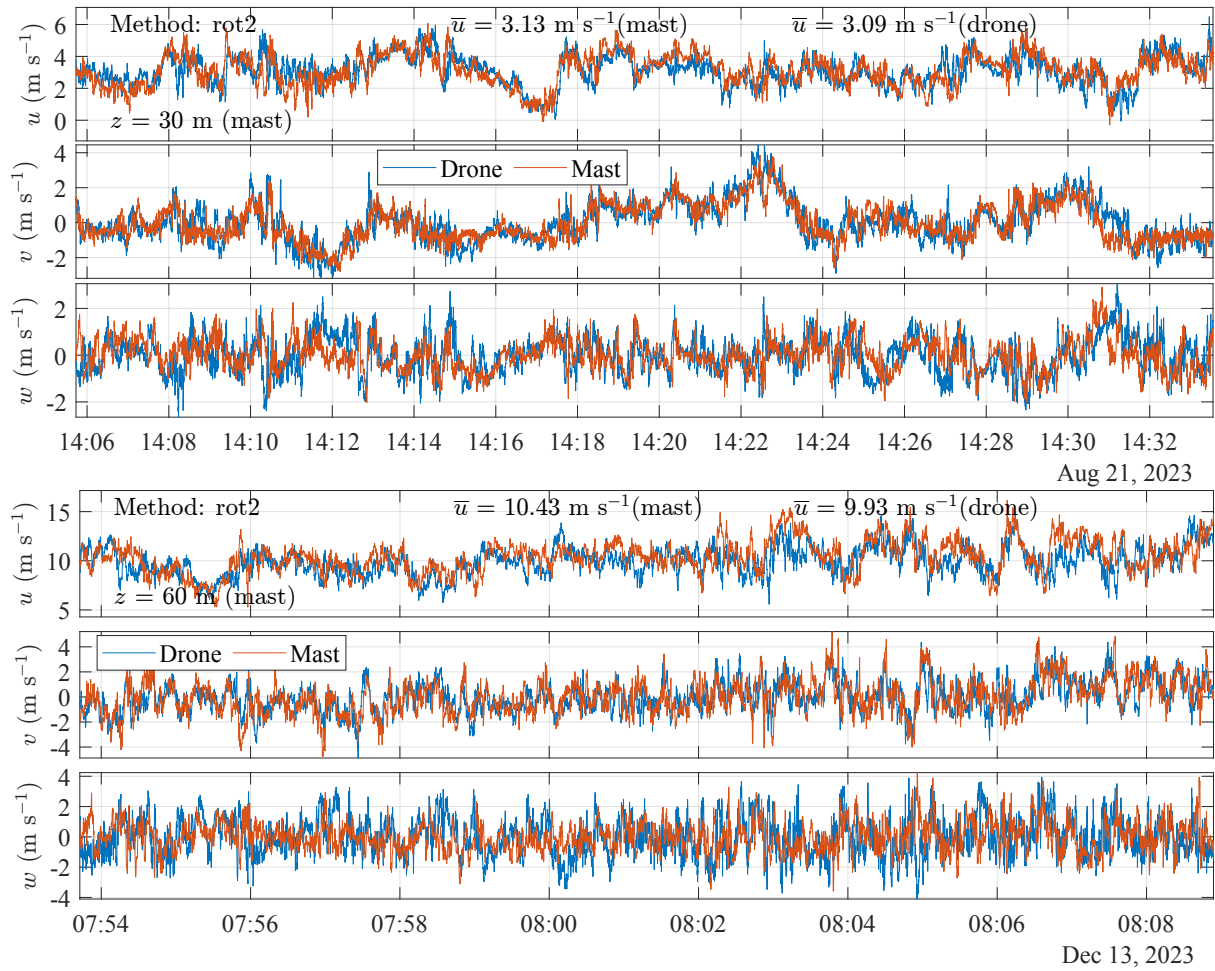 Method: rot2 u̅ = 3.13 m s⁻¹(mast) u̅ = 3.09 m s⁻¹(drone)
6
4
2
0
u (m s⁻¹)
z = 30 m (mast)
Drone Mast
4
2
0
-2
v (m s⁻¹)
2
0
-2
w (m s⁻¹)
14:06 14:08 14:10 14:12 14:14 14:16 14:18 14:20 14:22 14:24 14:26 14:28 14:30 14:32
Aug 21, 2023
Method: rot2 u̅ = 10.43 m s⁻¹(mast) u̅ = 9.93 m s⁻¹(drone)
15
10
5
u (m s⁻¹)
z = 60 m (mast)
Drone Mast
4
2
0
-2
-4
v (m s⁻¹)
4
2
0
-2
-4
w (m s⁻¹)
07:54 07:56 07:58 08:00 08:02 08:04 08:06 08:08
Dec 13, 2023